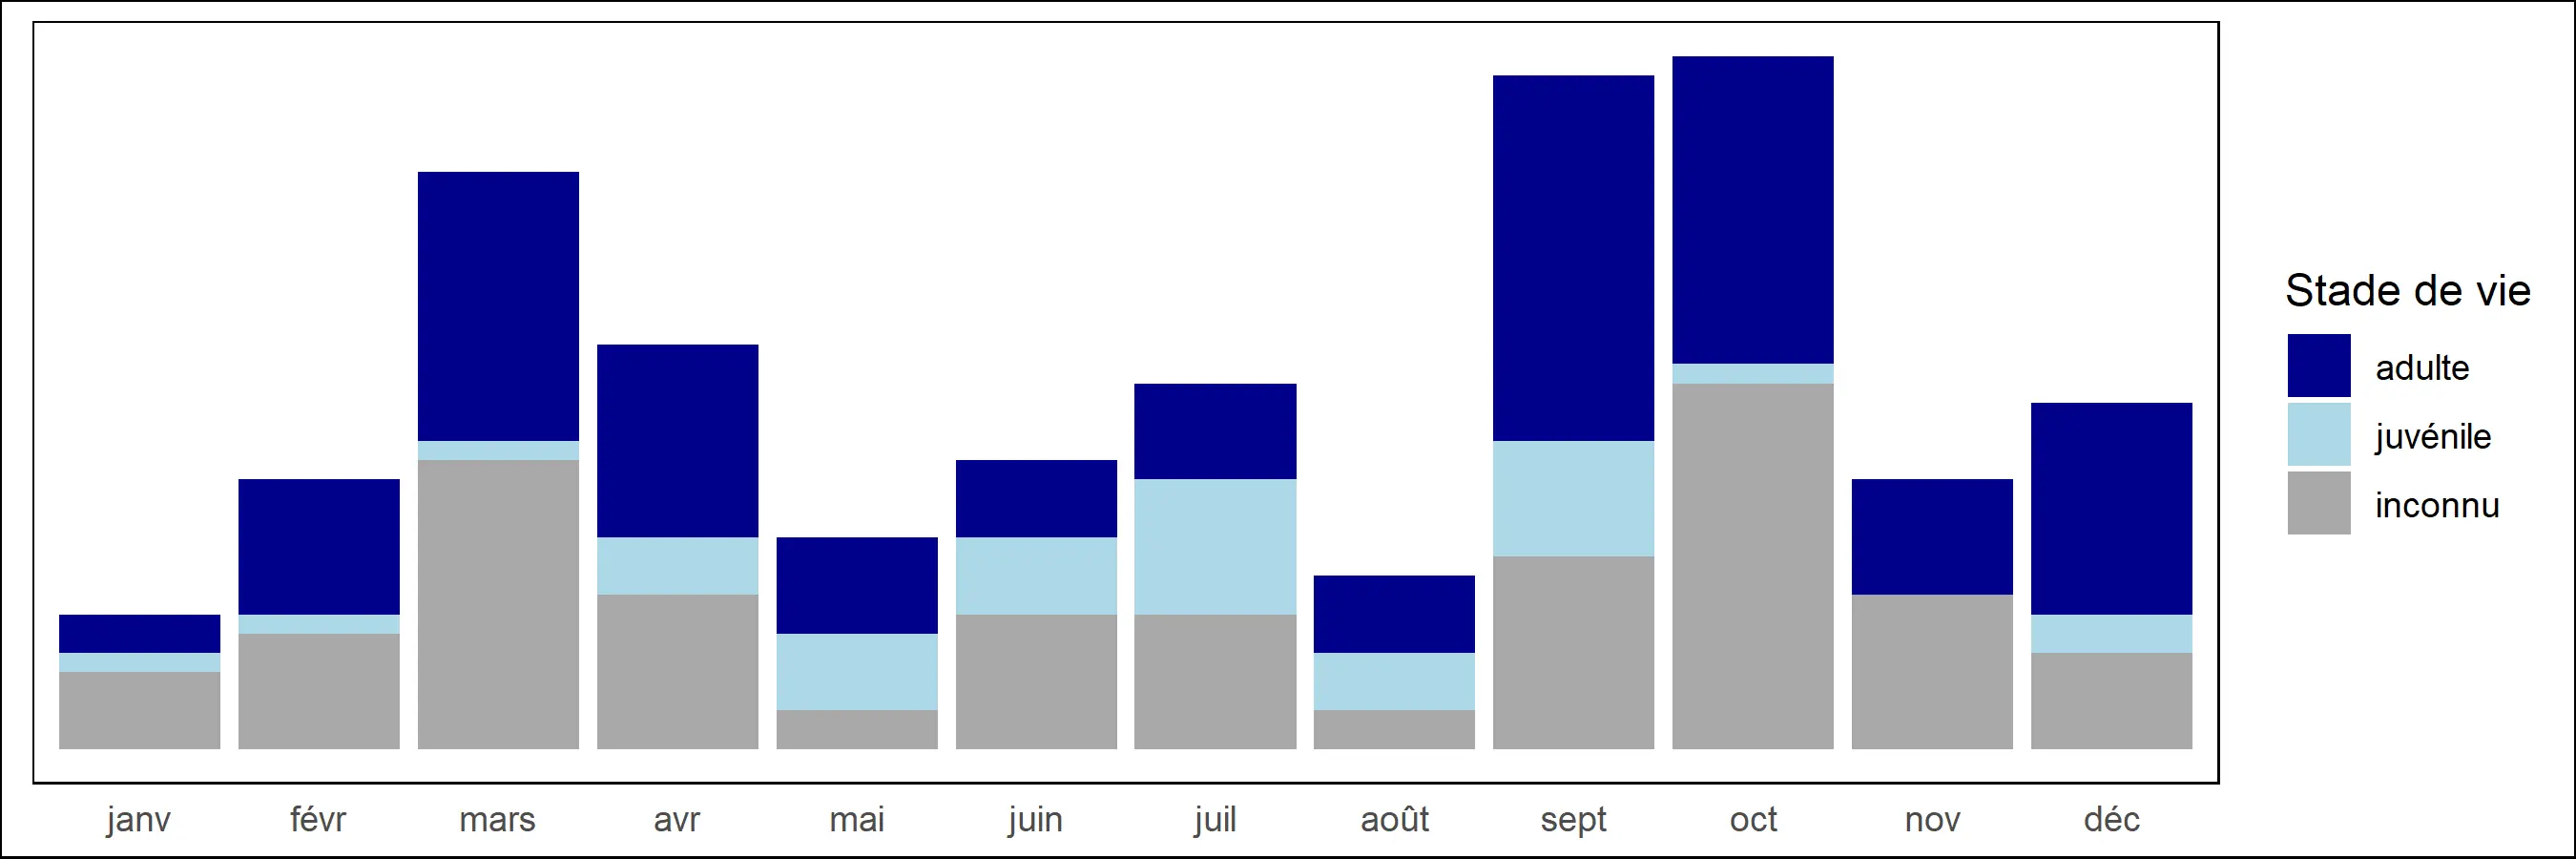 janv févr mars avr mai juin juil août sept oct nov déc
Stade de vie
adulte
juvénile
inconnu